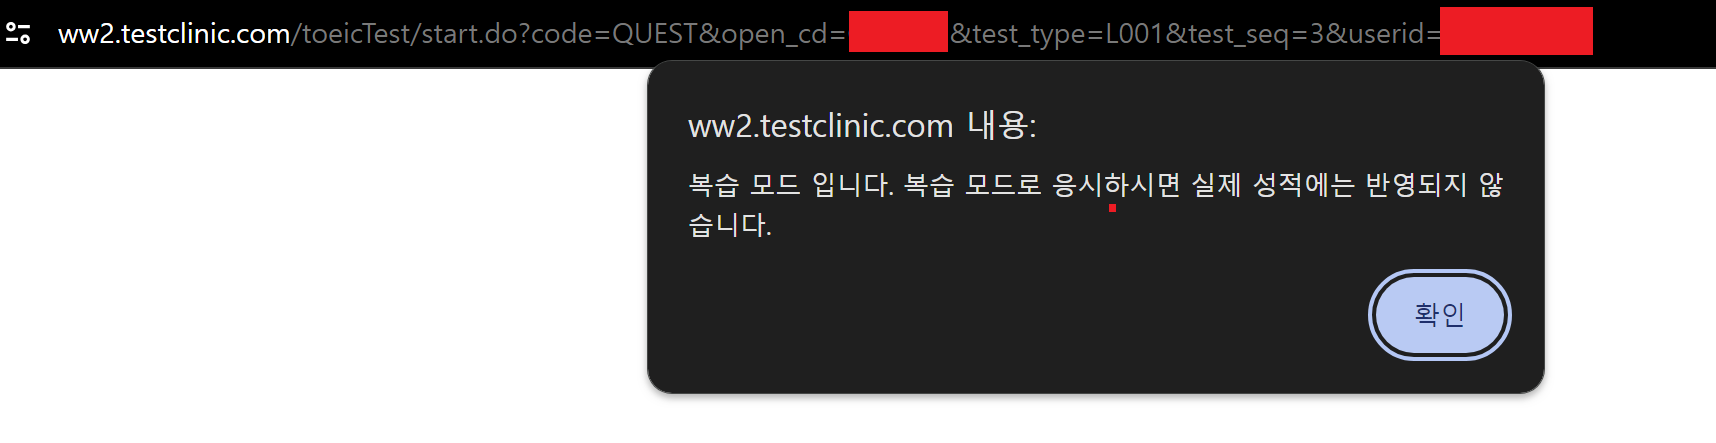 ww2.testclinic.com/toeicTest/start.do?code=QUEST&open_cd= &test_type=L001&test_seq=3&userid=
ww2.testclinic.com 내용:
복습 모드 입니다. 복습 모드로 응시하시면 실제 성적에는 반영되지 않
습니다.
확인